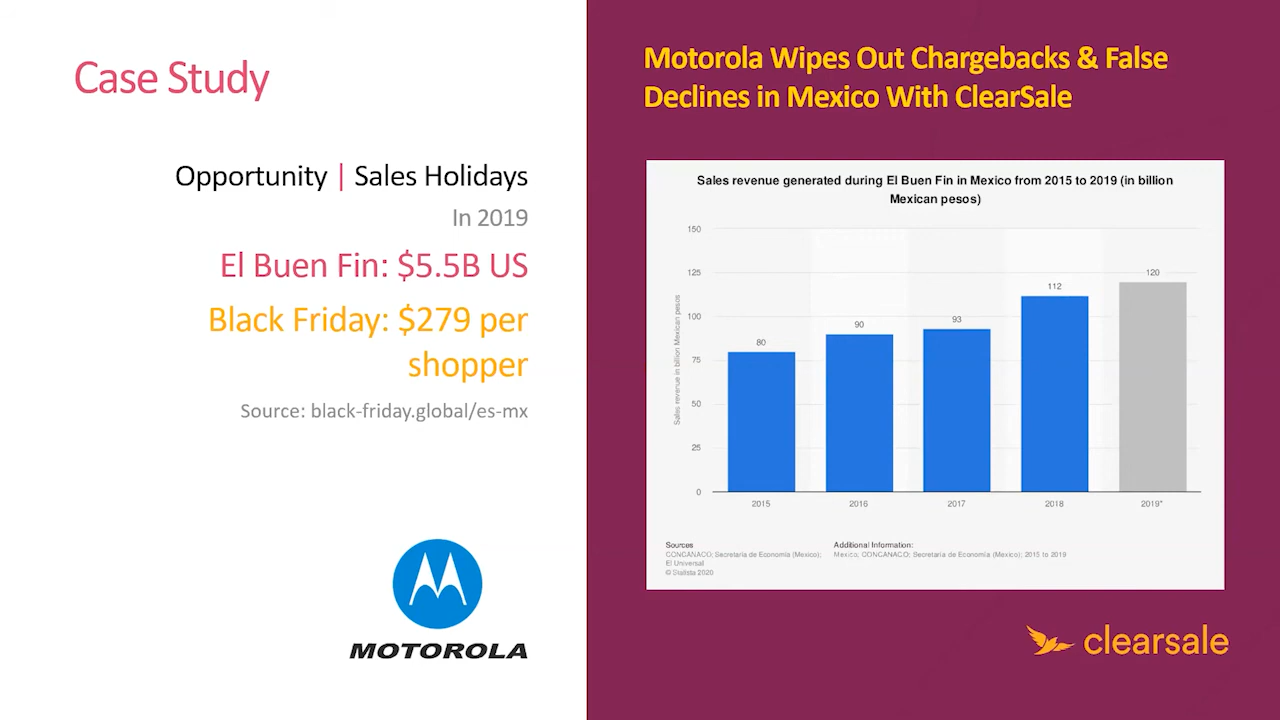 Case Study
Opportunity | Sales Holidays
In 2019
El Buen Fin: $5.5B US
Black Friday: $279 per
shopper
Source: black-friday.global/es-mx
MOTOROLA
Motorola Wipes Out Chargebacks & False
Declines in Mexico With ClearSale
Sales revenue generated during El Buen Fin in Mexico from 2015 to 2019 (in billion
Mexican pesos)
Sales revenue in billion Mexican pesos
150
125
100
75
50
25
0
80
90
93
112
120
2015
2016
2017
2018
2019*
Sources
CONCANACO; Secretaría de Economía (Mexico);
El Universal
© Statista 2020
Additional Information:
Mexico; CONCANACO; Secretaría de Economía (Mexico); 2015 to 2019
clearsale